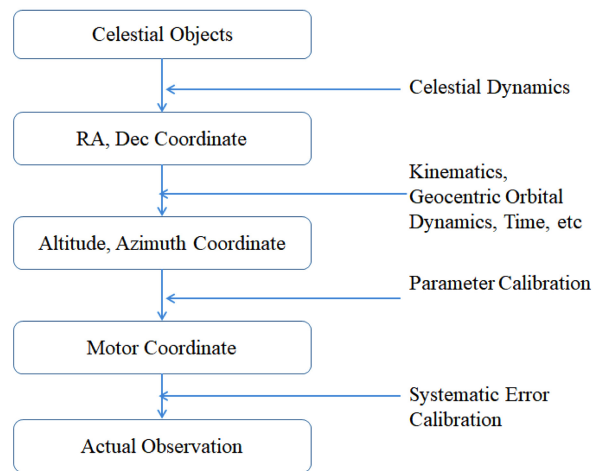 Celestial Objects
Celestial Dynamics
RA, Dec Coordinate
Kinematics,
Geocentric Orbital
Dynamics, Time, etc
Altitude, Azimuth Coordinate
Parameter Calibration
Motor Coordinate
Systematic Error
Calibration
Actual Observation